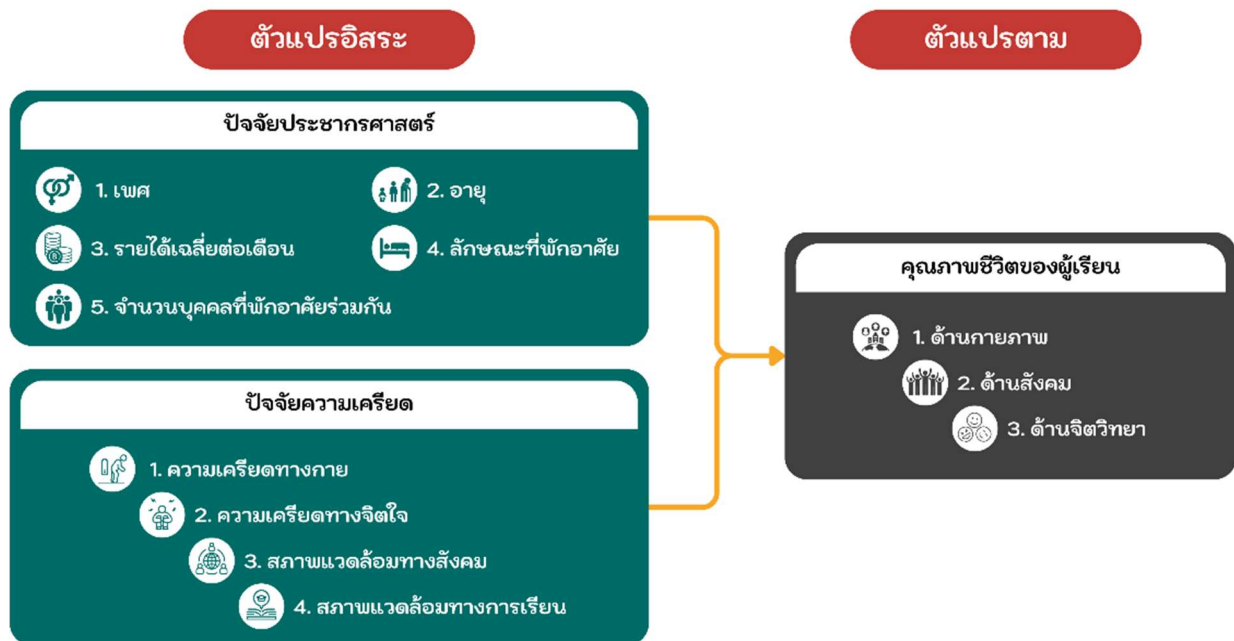 ตัวแปรอิสระ
ตัวแปรตาม
ปัจจัยประชากรศาสตร์
1. เพศ
2. อายุ
3. รายได้เฉลี่ยต่อเดือน
4. ลักษณะที่พักอาศัย
5. จำนวนบุคคลที่พักอาศัยร่วมกัน
ปัจจัยความเครียด
1. ความเครียดทางกาย
2. ความเครียดทางจิตใจ
3. สภาพแวดล้อมทางสังคม
4. สภาพแวดล้อมทางการเรียน
คุณภาพชีวิตของผู้เรียน
1. ด้านกายภาพ
2. ด้านสังคม
3. ด้านจิตวิทยา